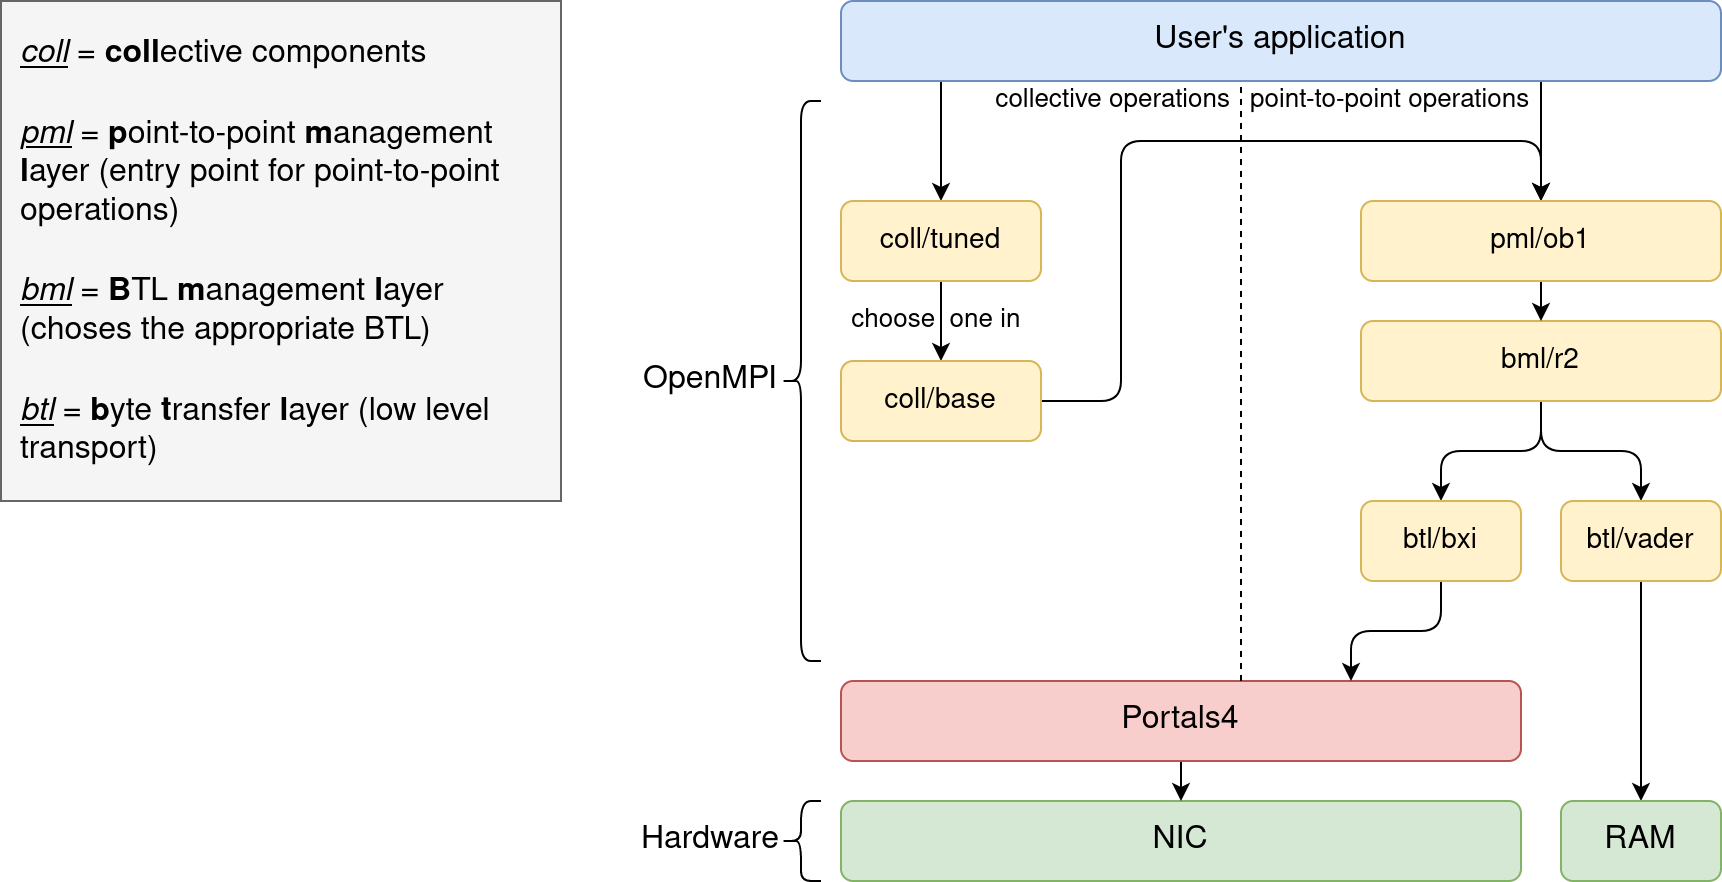 coll = collective components
pml = point-to-point management
layer (entry point for point-to-point
operations)
bml = BTL management layer
(choses the appropriate BTL)
btl = byte transfer layer (low level
transport)
User's application
collective operations
point-to-point operations
coll/tuned
pml/ob1
choose one in
bml/r2
OpenMPI
coll/base
btl/bxi
btl/vader
Portals4
Hardware
NIC
RAM